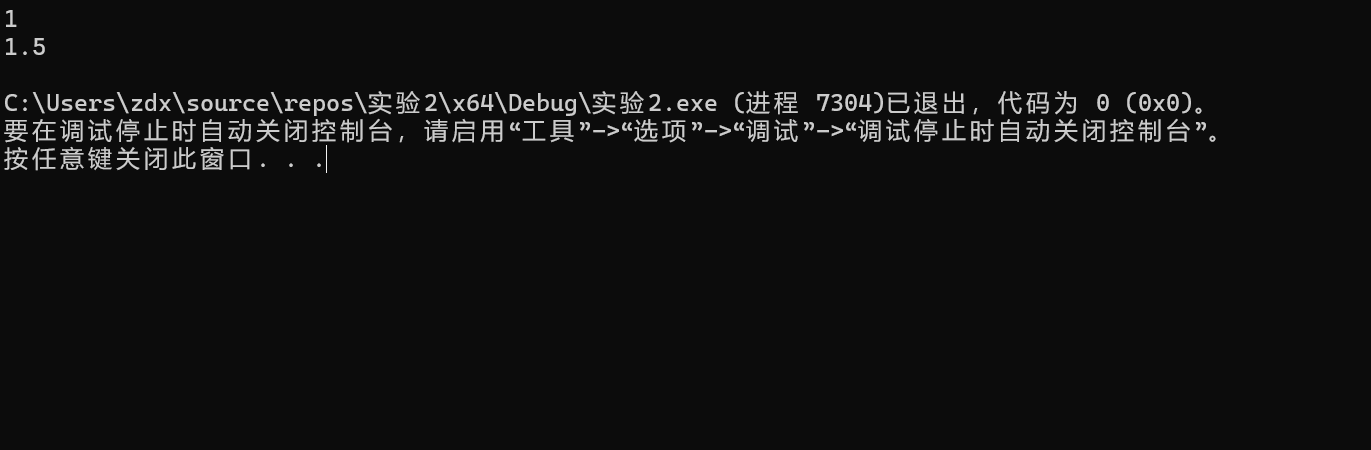 1
1.5
C:\Users\zdx\source\repos\实验2\x64\Debug\实验2.exe (进程 7304)已退出，代码为 0 (0x0)。
要在调试停止时自动关闭控制台，请启用“工具”->“选项”->“调试”->“调试停止时自动关闭控制台”。
按任意键关闭此窗口. . .